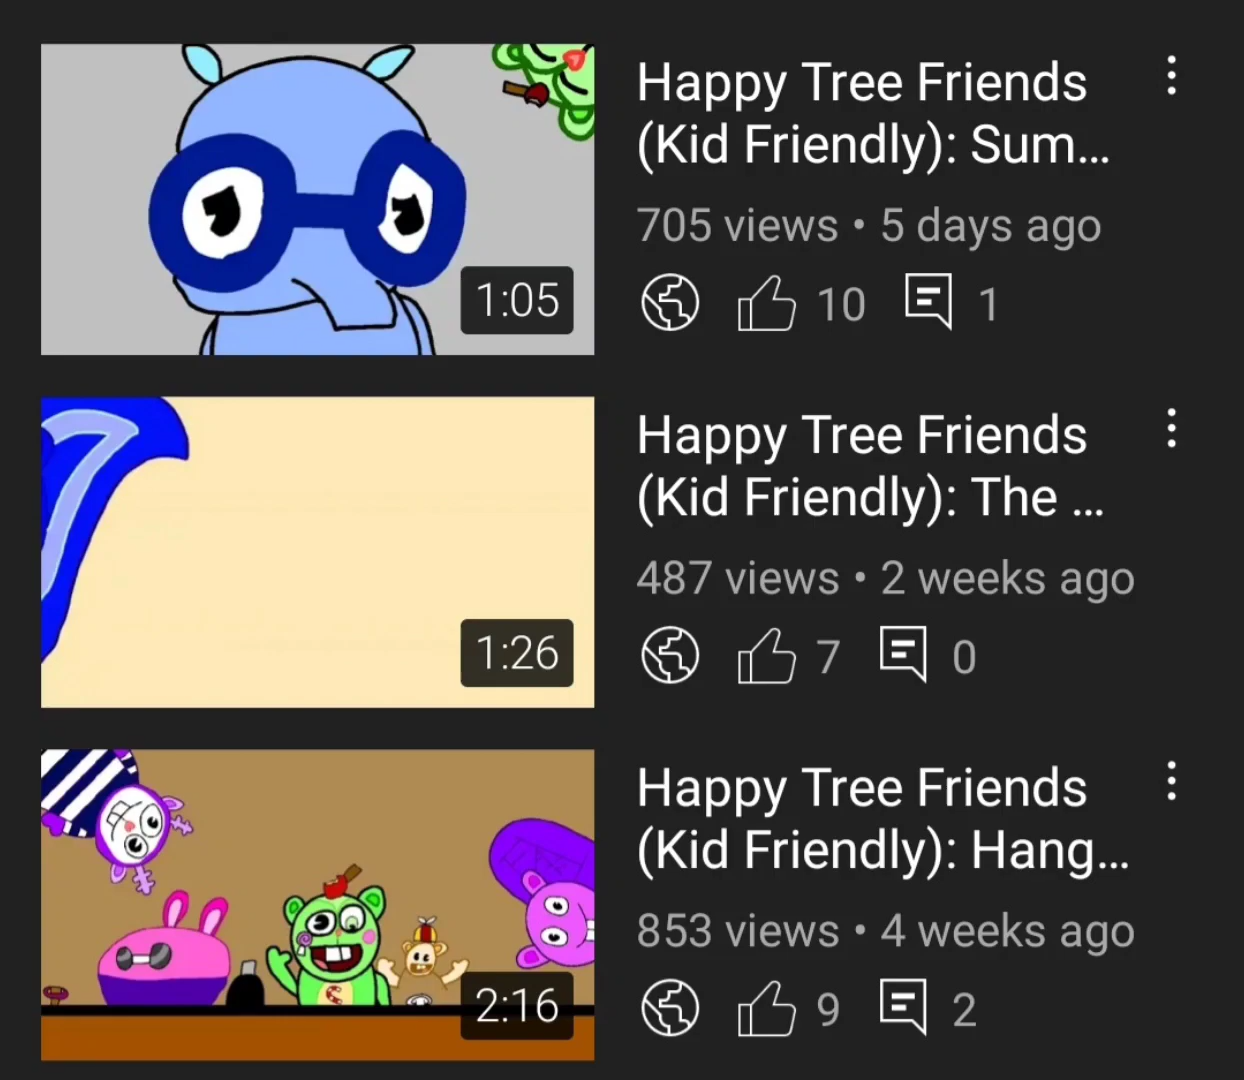 Happy Tree Friends
(Kid Friendly): Sum...
705 views • 5 days ago
10 1
1:05
Happy Tree Friends
(Kid Friendly): The ...
487 views • 2 weeks ago
7 0
1:26
Happy Tree Friends
(Kid Friendly): Hang...
853 views • 4 weeks ago
9 2
2:16